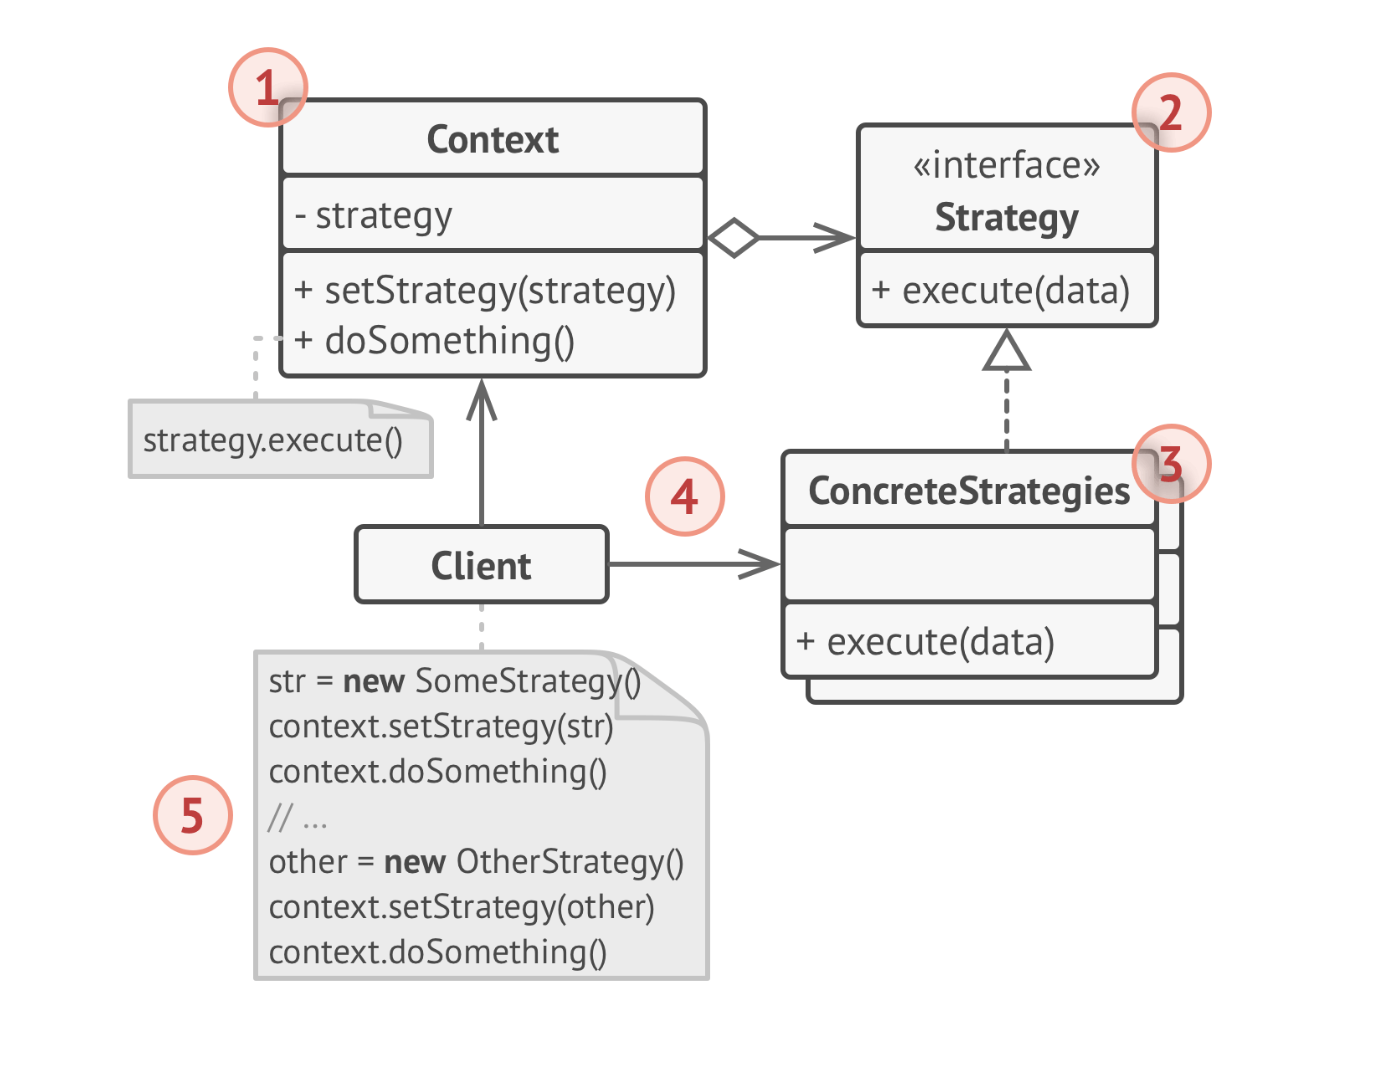 1
Context
- strategy
+ setStrategy(strategy)
+ doSomething()
strategy.execute()
2
«interface»
Strategy
+ execute(data)
3
ConcreteStrategies
+ execute(data)
4
Client
5
str = new SomeStrategy()
context.setStrategy(str)
context.doSomething()
// ...
other = new OtherStrategy()
context.setStrategy(other)
context.doSomething()